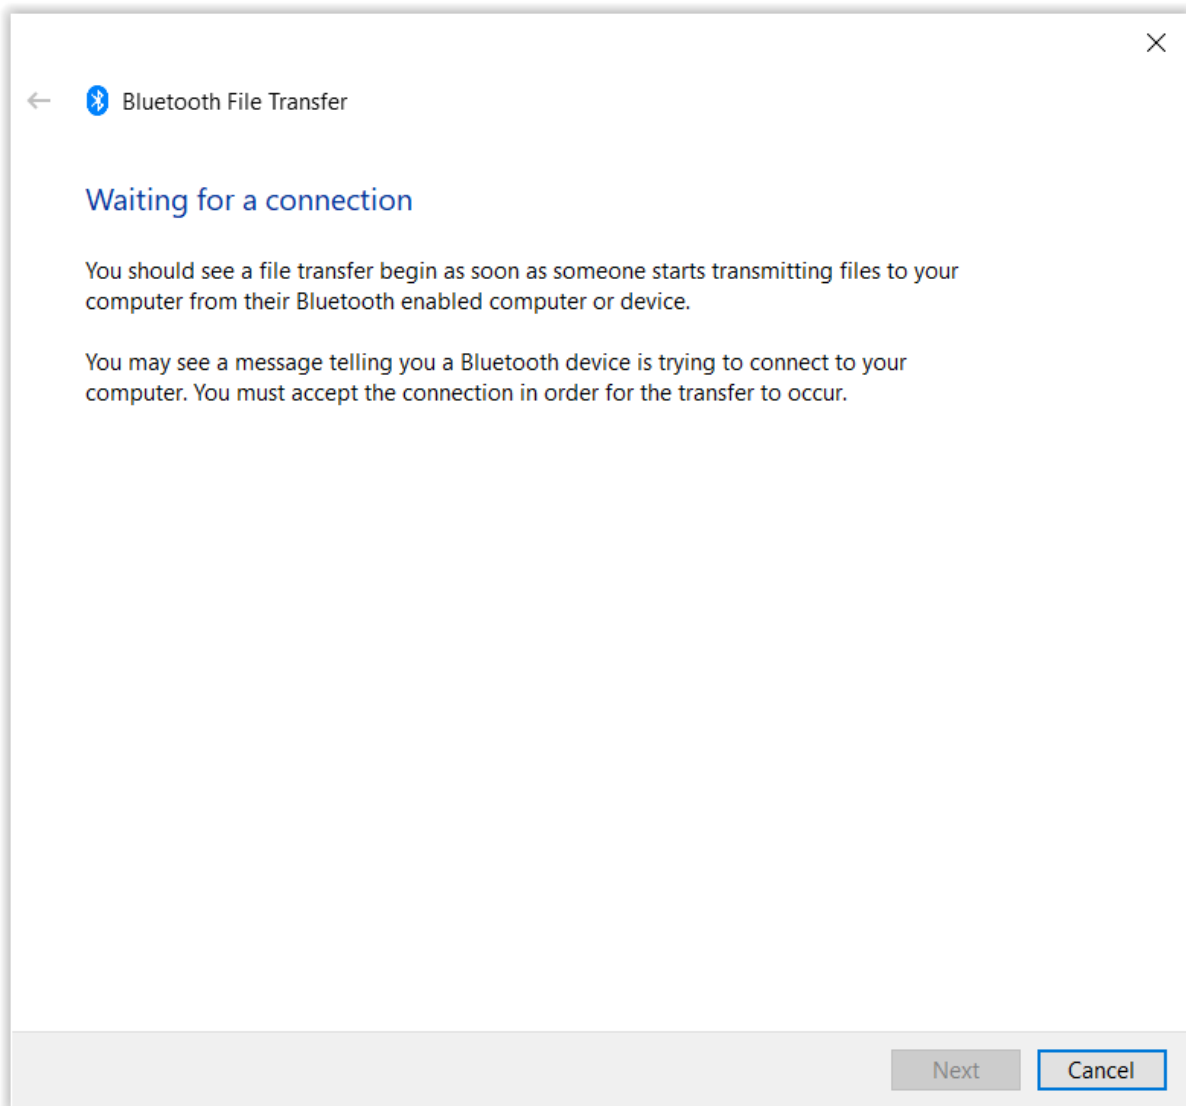 Bluetooth File Transfer
Waiting for a connection
You should see a file transfer begin as soon as someone starts transmitting files to your
computer from their Bluetooth enabled computer or device.
You may see a message telling you a Bluetooth device is trying to connect to your
computer. You must accept the connection in order for the transfer to occur.
Next
Cancel